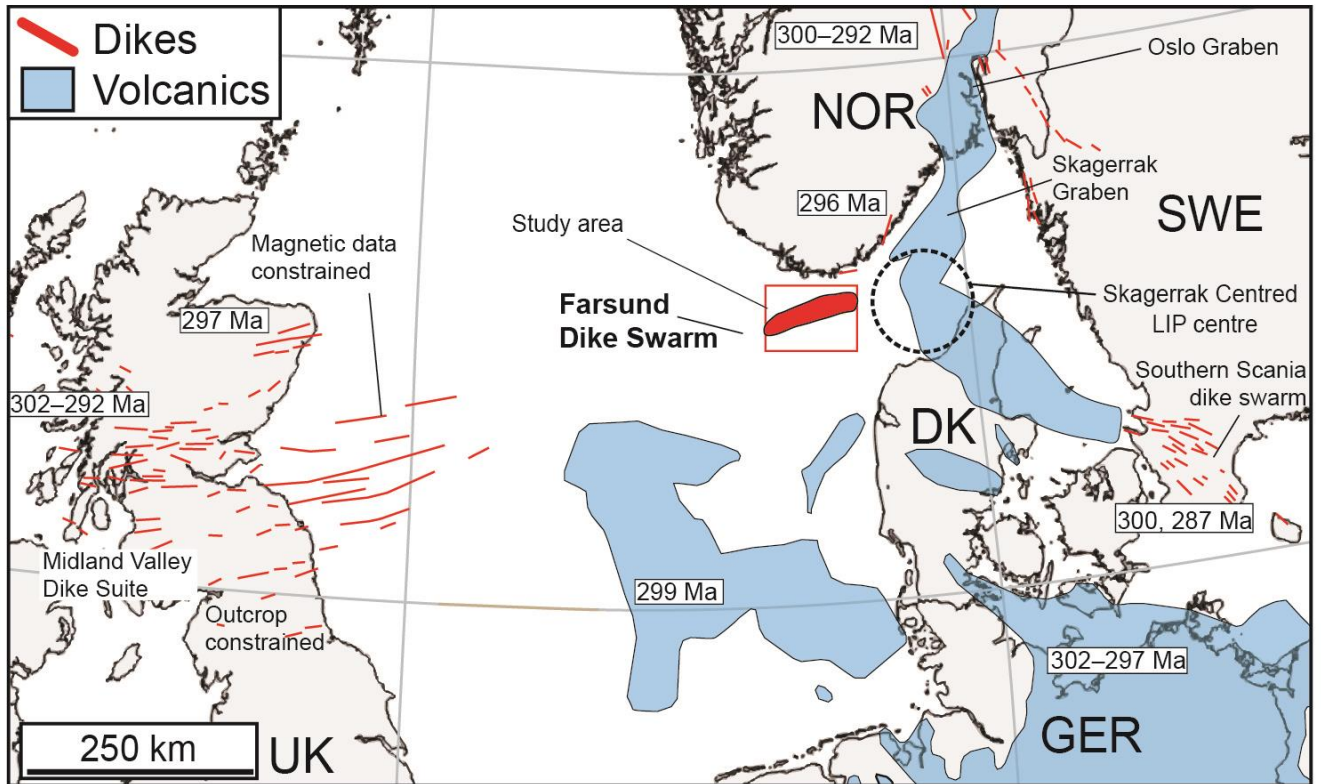 Dikes
Volcanics
300–292 Ma
Oslo Graben
NOR
Skagerrak
Graben
296 Ma
SWE
Study area
Magnetic data
constrained
Farsund
Dike Swarm
Skagerrak Centred
LIP centre
297 Ma
Southern Scania
dike swarm
302–292 Ma
DK
300, 287 Ma
Midland Valley
Dike Suite
299 Ma
Outcrop
constrained
302–297 Ma
250 km
UK
GER